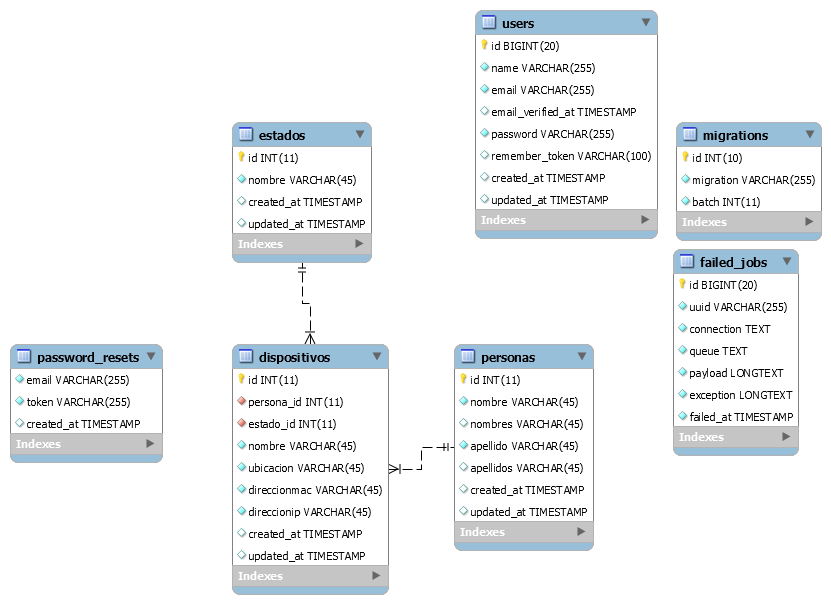 users
id BIGINT(20)
name VARCHAR(255)
email VARCHAR(255)
email_verified_at TIMESTAMP
password VARCHAR(255)
remember_token VARCHAR(100)
created_at TIMESTAMP
updated_at TIMESTAMP
Indexes
estados
id INT(11)
nombre VARCHAR(45)
created_at TIMESTAMP
updated_at TIMESTAMP
Indexes
migrations
id INT(10)
migration VARCHAR(255)
batch INT(11)
Indexes
failed_jobs
id BIGINT(20)
uuid VARCHAR(255)
connection TEXT
queue TEXT
payload LONGTEXT
exception LONGTEXT
failed_at TIMESTAMP
Indexes
password_resets
email VARCHAR(255)
token VARCHAR(255)
created_at TIMESTAMP
Indexes
dispositivos
id INT(11)
persona_id INT(11)
estado_id INT(11)
nombre VARCHAR(45)
ubicacion VARCHAR(45)
direccionmac VARCHAR(45)
direccionip VARCHAR(45)
created_at TIMESTAMP
updated_at TIMESTAMP
Indexes
personas
id INT(11)
nombre VARCHAR(45)
nombres VARCHAR(45)
apellido VARCHAR(45)
apellidos VARCHAR(45)
created_at TIMESTAMP
updated_at TIMESTAMP
Indexes